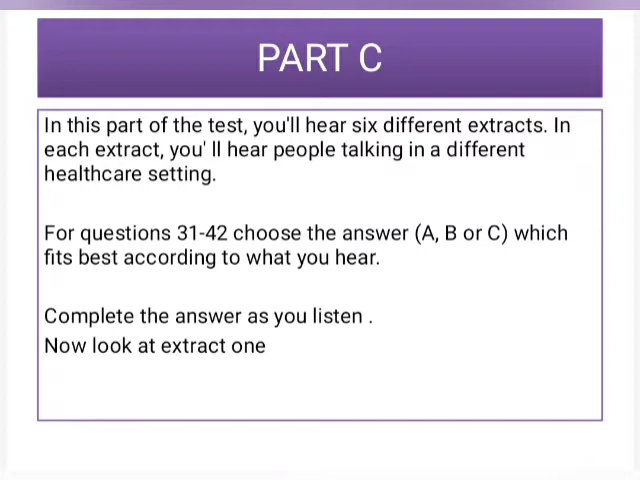 PART C
In this part of the test, you'll hear six different extracts. In
each extract, you' ll hear people talking in a different
healthcare setting.
For questions 31-42 choose the answer (A, B or C) which
fits best according to what you hear.
Complete the answer as you listen .
Now look at extract one